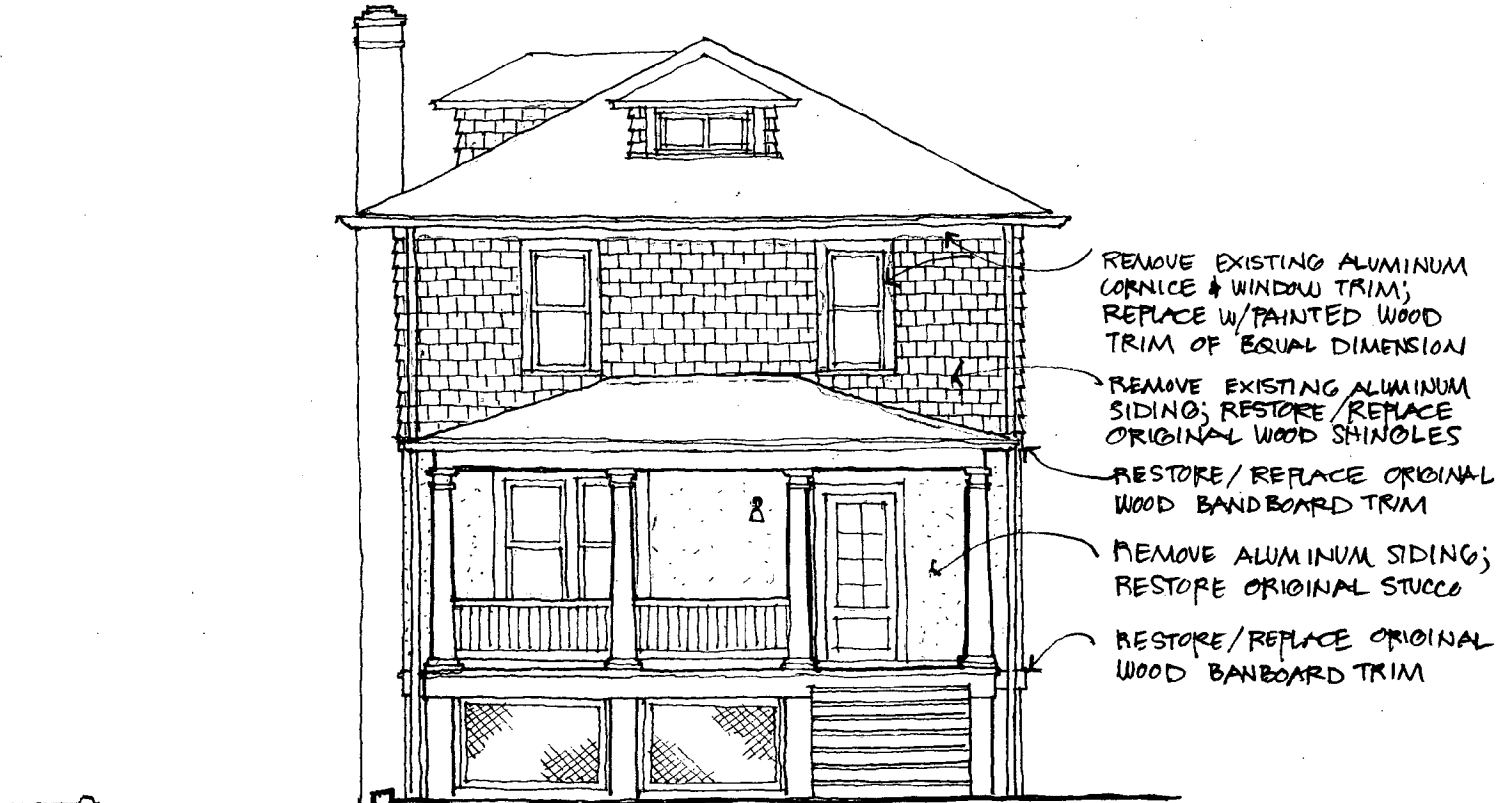 REMOVE EXISTING ALUMINUM
CORNICE & WINDOW TRIM;
REPLACE W/PAINTED WOOD
TRIM OF EQUAL DIMENSION
REMOVE EXISTING ALUMINUM
SIDING; RESTORE/REPLACE
ORIGINAL WOOD SHINGLES
RESTORE/REPLACE ORIGINAL
WOOD BANDBOARD TRIM
REMOVE ALUMINUM SIDING;
RESTORE ORIGINAL STUCCO
RESTORE/REPLACE ORIGINAL
WOOD BANBOARD TRIM